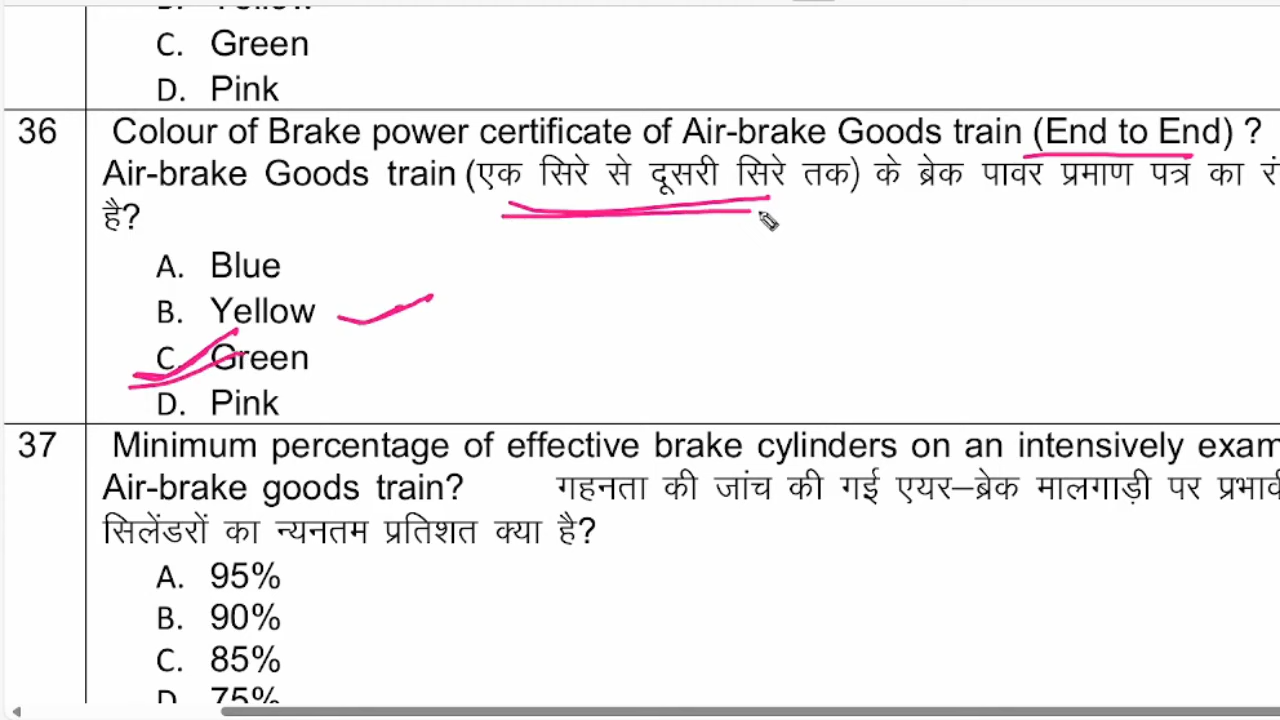 C. Green
D. Pink
36 Colour of Brake power certificate of Air-brake Goods train (End to End) ?
Air-brake Goods train (एक सिरे से दूसरी सिरे तक) के ब्रेक पावर प्रमाण पत्र का
है?
A. Blue
B. Yellow
C. Green
D. Pink
37 Minimum percentage of effective brake cylinders on an intensively
Air-brake goods train? गहनता की जांच की गई एयर–ब्रेक मालगाड़ी पर
सिलेंडरों का न्यनतम प्रतिशत क्या है?
A. 95%
B. 90%
C. 85%
D. 75%